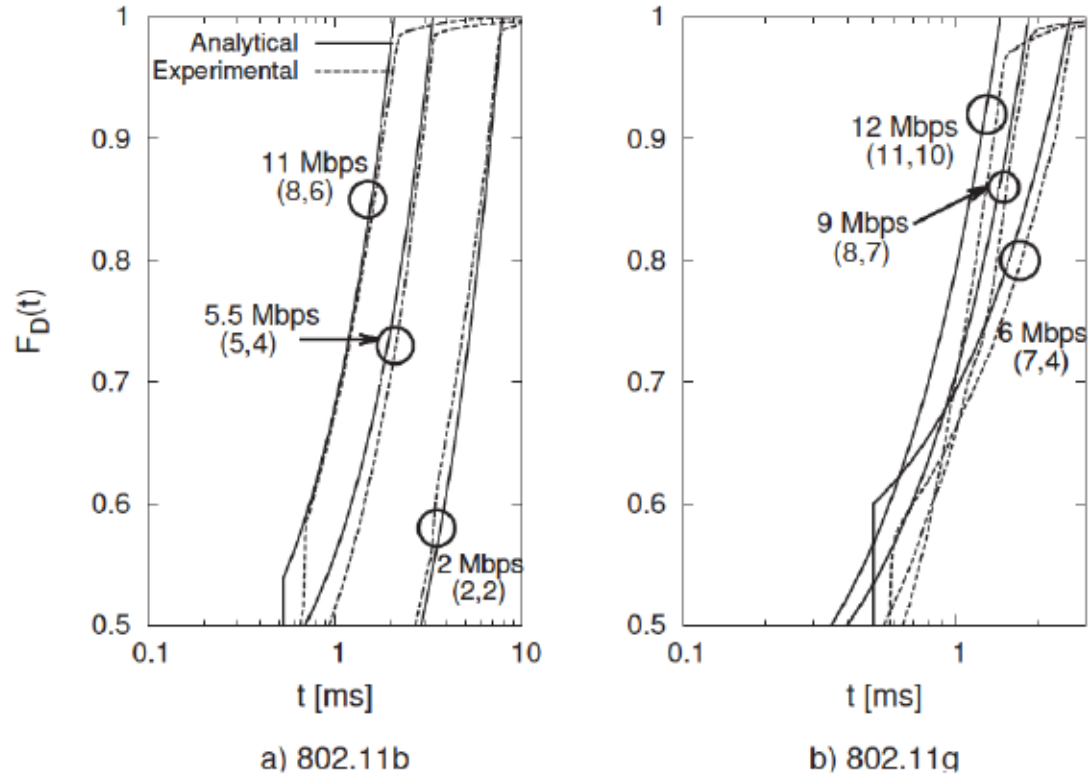 F_D(t)
1
0.9
0.8
0.7
0.6
0.5
0.1
1
10
t [ms]
Analytical
Experimental
11 Mbps
(8,6)
5.5 Mbps
(5,4)
2 Mbps
(2,2)
a) 802.11b
1
0.9
0.8
0.7
0.6
0.5
0.1
1
t [ms]
12 Mbps
(11,10)
9 Mbps
(8,7)
6 Mbps
(7,4)
b) 802.11g